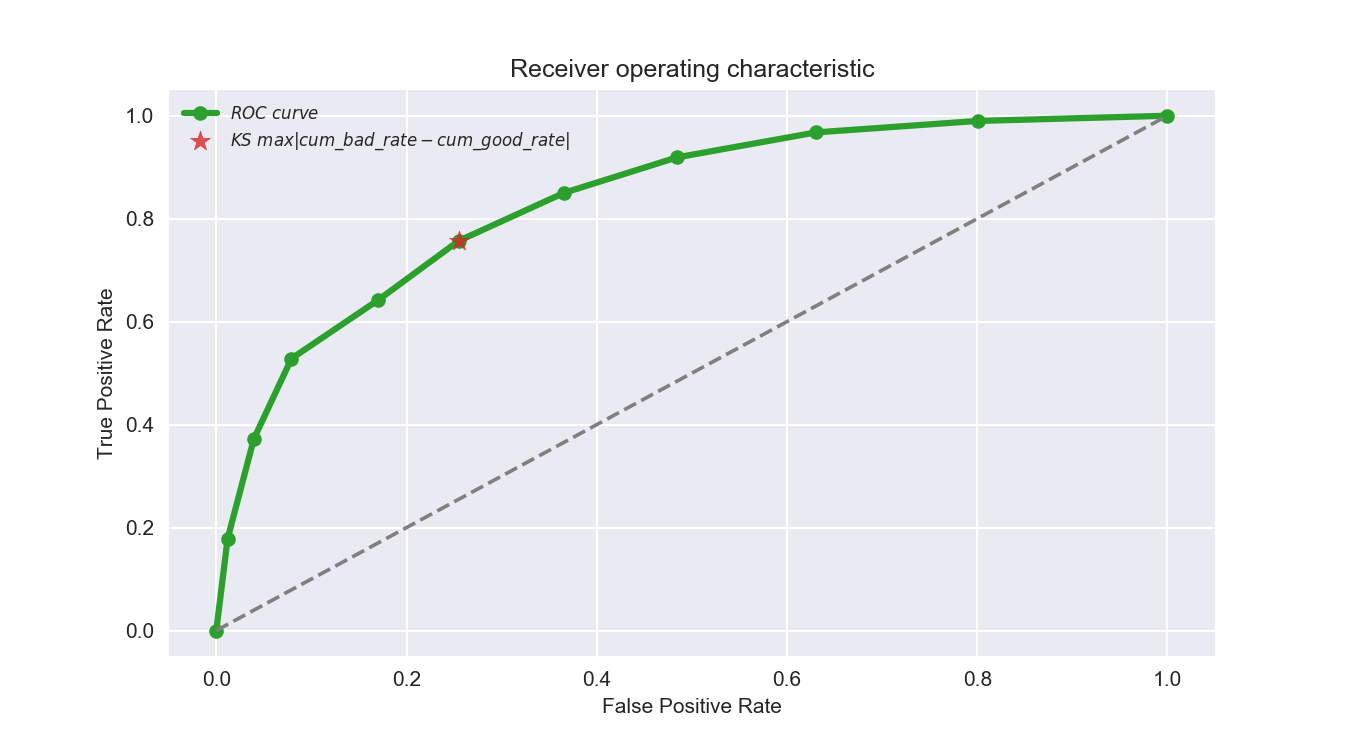 Receiver operating characteristic
ROC curve
KS max|cum_bad_rate − cum_good_rate|
1.0
0.8
0.6
0.4
0.2
0.0
True Positive Rate
0.0 0.2 0.4 0.6 0.8 1.0
False Positive Rate